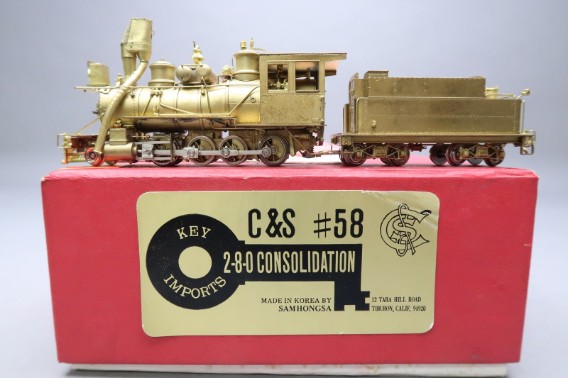 KEY
IMPORTS
C&S #58
2-8-0 CONSOLIDATION
MADE IN KOREA BY
SAMHONGSA
12 TARA HILL ROAD
TIBURON, CALIF. 94920